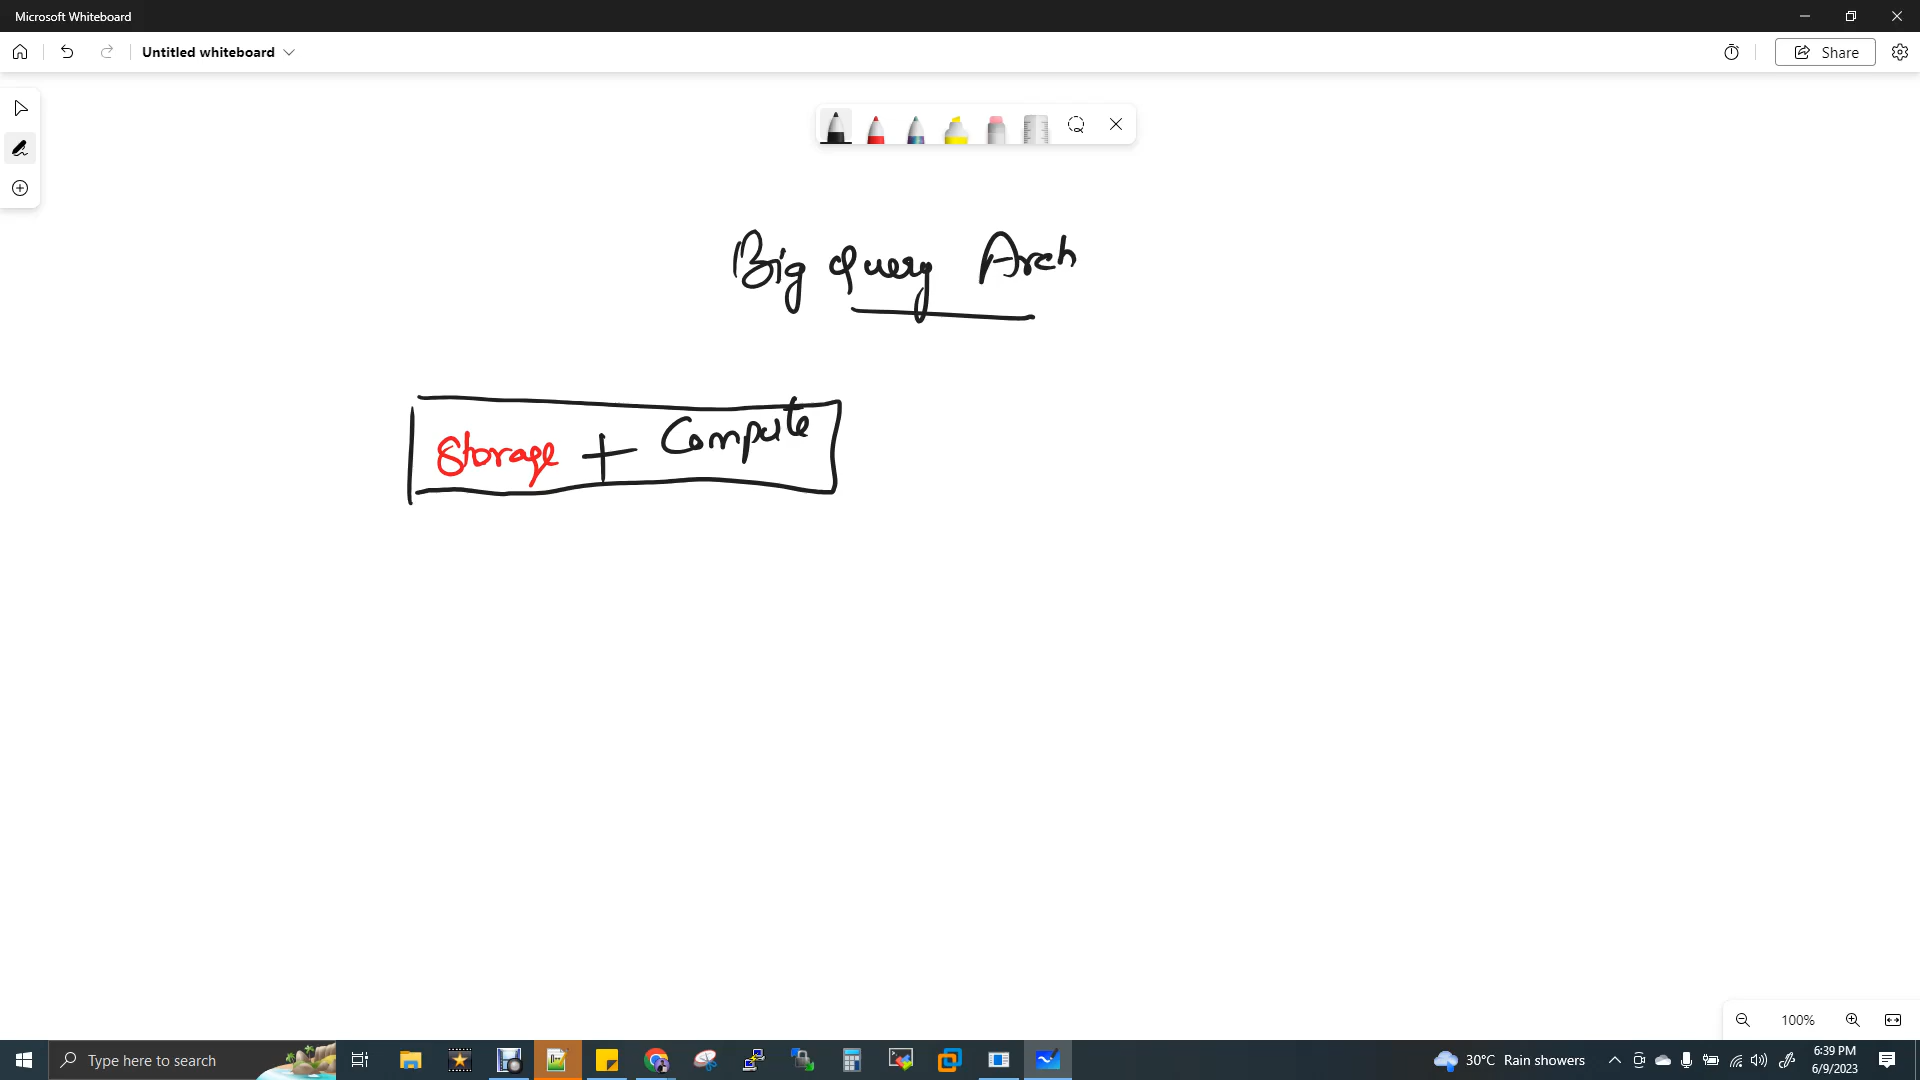 Microsoft Whiteboard
Untitled whiteboard
Share
Big Query Arch
Storage + Compute
100%
Type here to search
30°C Rain showers
6:39 PM
6/9/2023